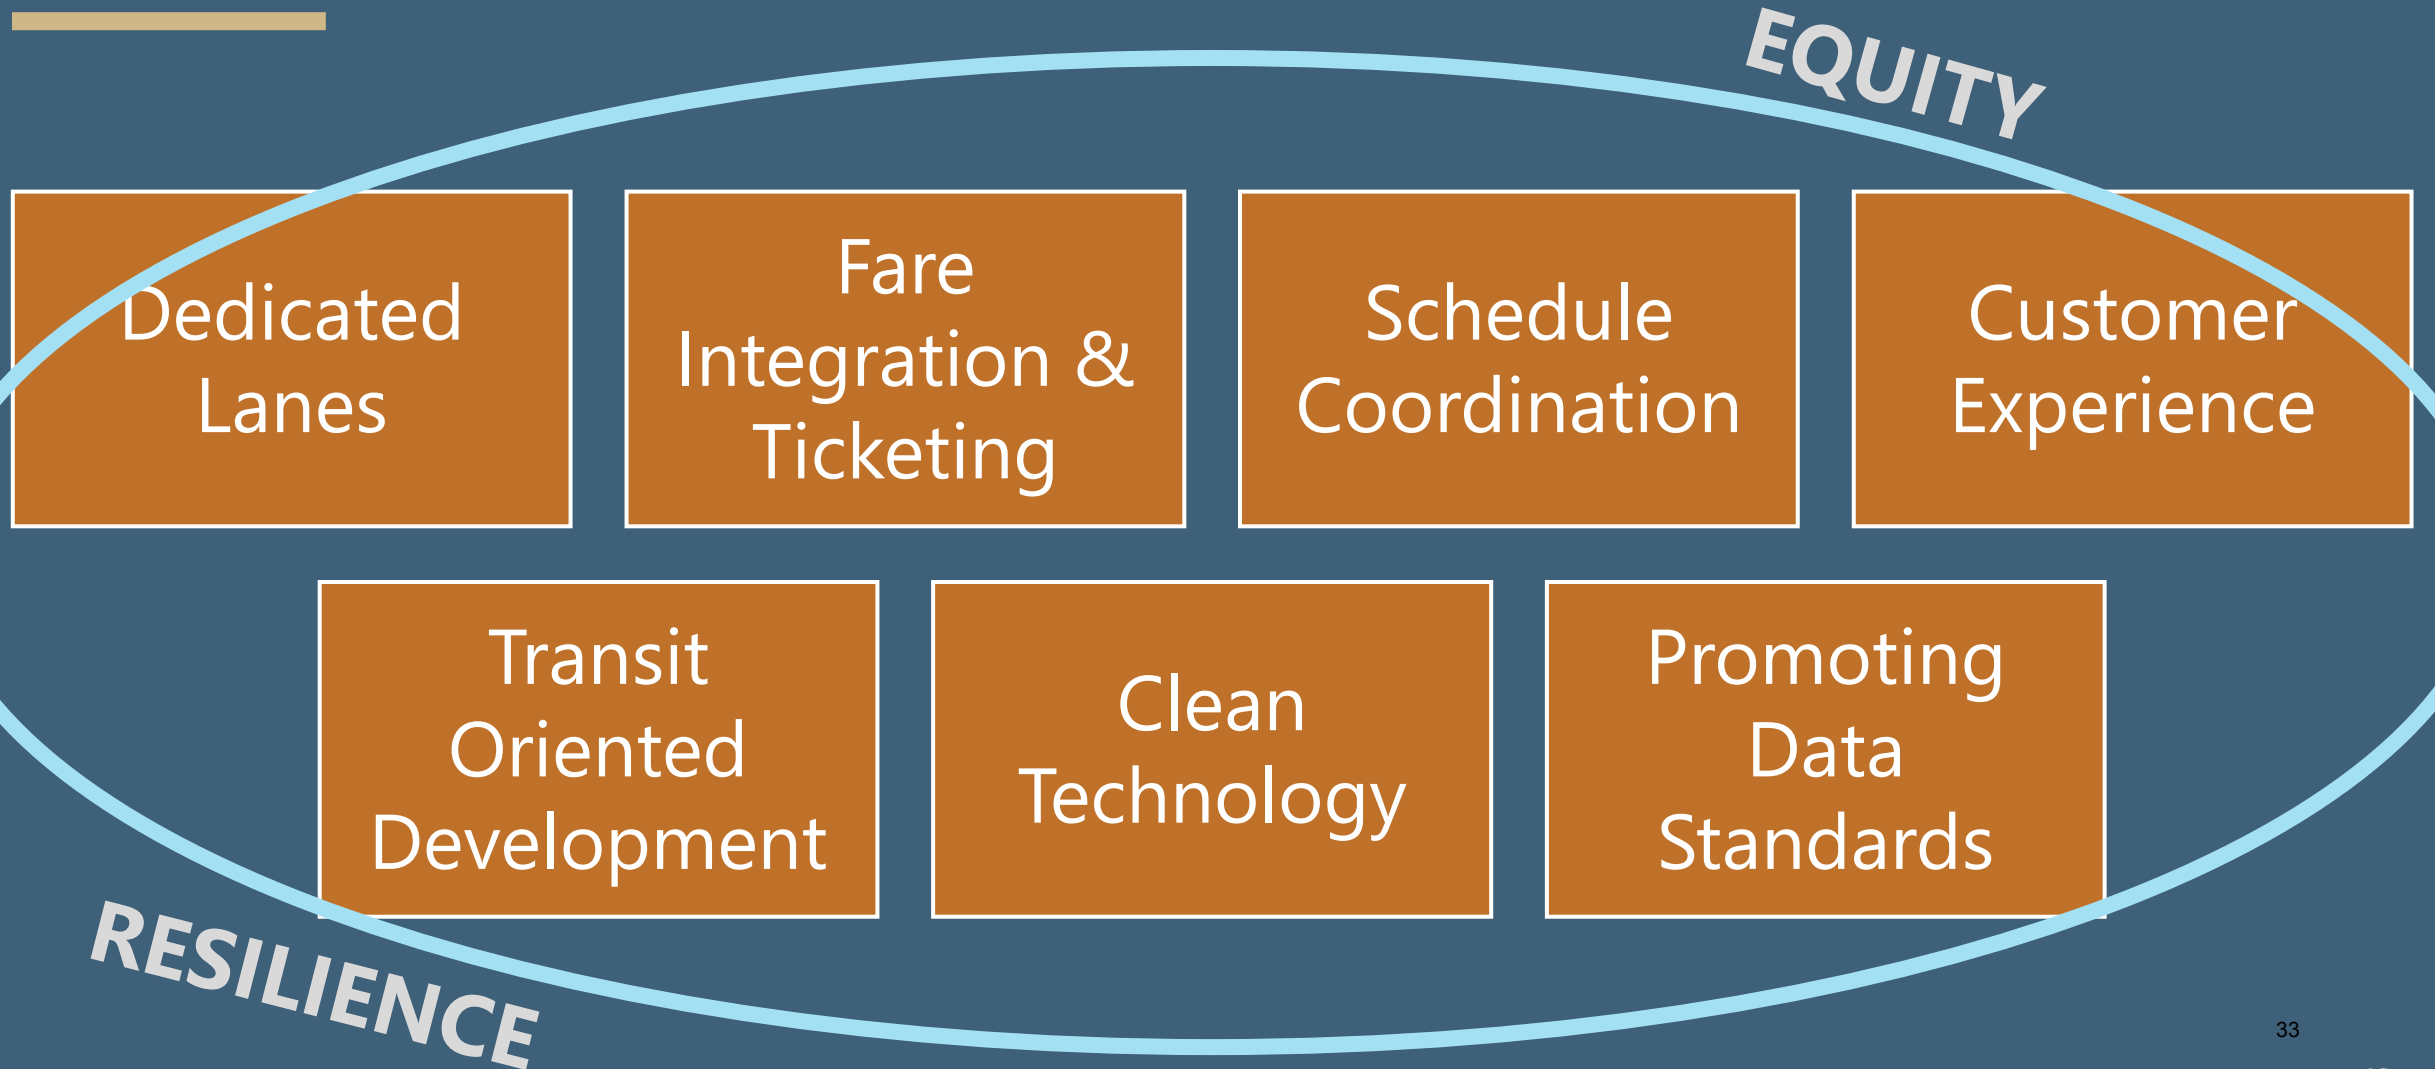 EQUITY
Dedicated
Lanes
Fare
Integration &
Ticketing
Schedule
Coordination
Customer
Experience
Transit
Oriented
Development
Clean
Technology
Promoting
Data
Standards
RESILIENCE
33